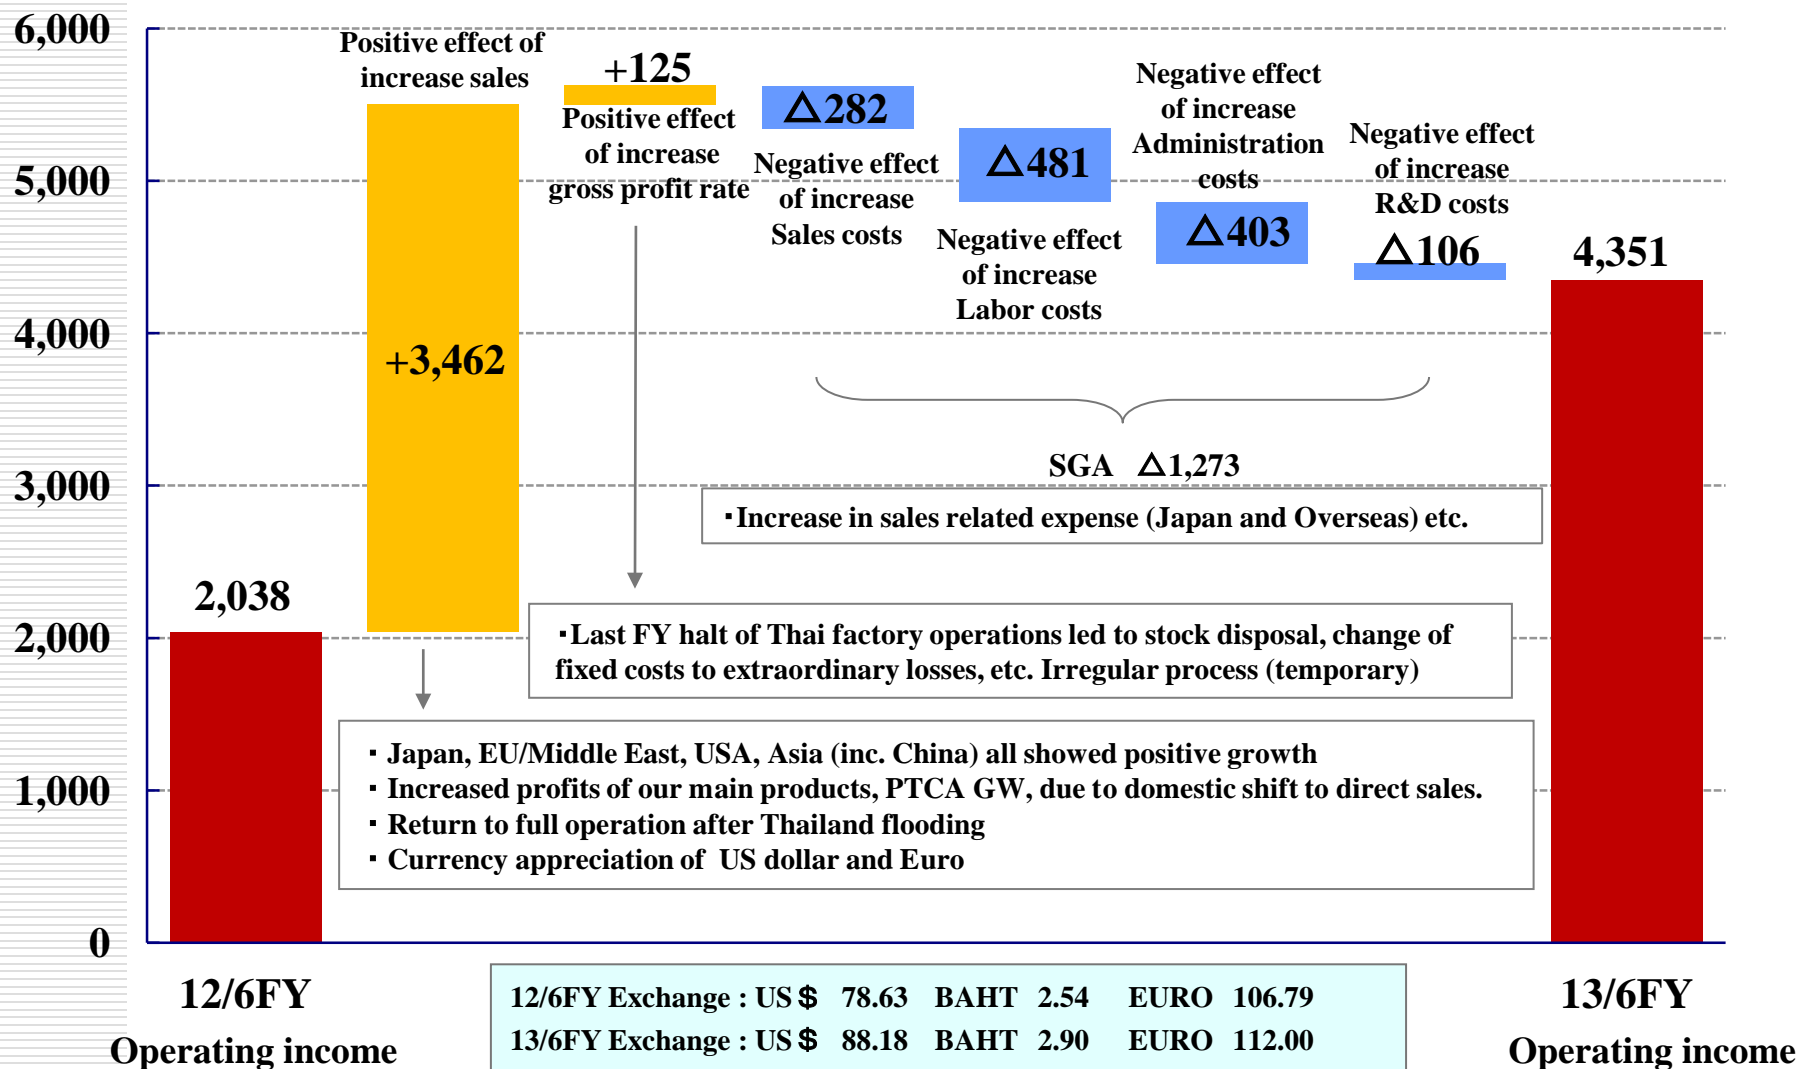 6,000
5,000
4,000
3,000
2,000
1,000
0
2,038
Positive effect of
increase sales
+3,462
+125
Positive effect
of increase
gross profit rate
△282
Negative effect
of increase
Sales costs
△481
Negative effect
of increase
Labor costs
Negative effect
of increase
Administration
costs
△403
Negative effect
of increase
R&D costs
△106
4,351
SGA △1,273
・Increase in sales related expense (Japan and Overseas) etc.
・Last FY halt of Thai factory operations led to stock disposal, change of
fixed costs to extraordinary losses, etc. Irregular process (temporary)
・Japan, EU/Middle East, USA, Asia (inc. China) all showed positive growth
・Increased profits of our main products, PTCA GW, due to domestic shift to direct sales.
・Return to full operation after Thailand flooding
・Currency appreciation of US dollar and Euro
12/6FY
Operating income
12/6FY Exchange : US$ 78.63 BAHT 2.54 EURO 106.79
13/6FY Exchange : US$ 88.18 BAHT 2.90 EURO 112.00
13/6FY
Operating income